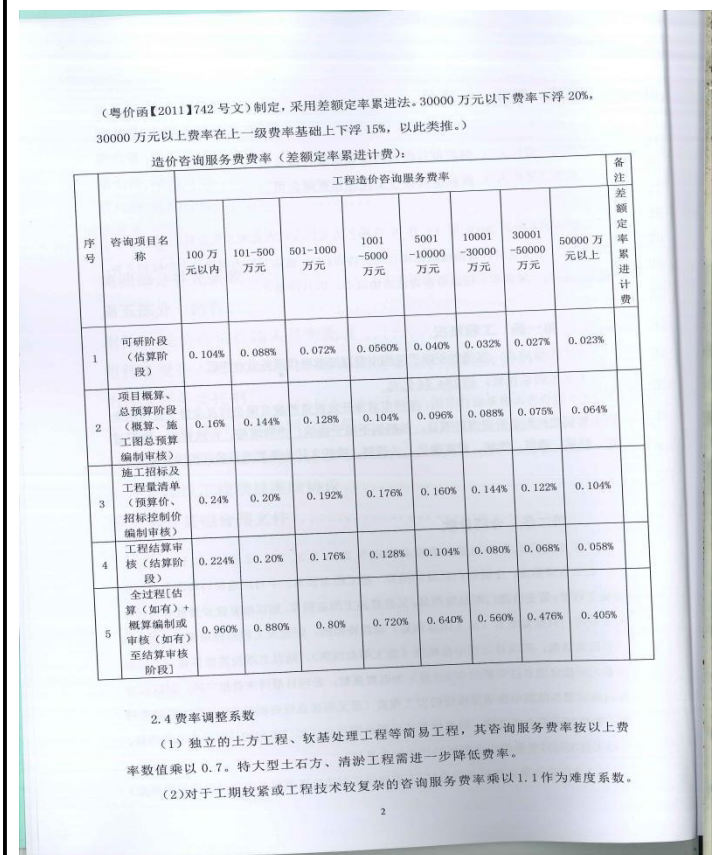 （粤价函【2011】742 号文）制定，采用差额定率累进法。30000 万元以下费率下浮 20%，
30000 万元以上费率在上一级费率基础上下浮 15%，以此类推。）
造价咨询服务费费率（差额定率累进计费）：
序号 咨询项目名称 工程造价咨询服务费率 备注
100 万元以内 101-500 万元 501-1000 万元 1001-5000 万元 5001-10000 万元 10001-30000 万元 30001-50000 万元 50000 万元以上 差额定率累进计费
1 可研阶段（估算阶段） 0.104% 0.088% 0.072% 0.0560% 0.040% 0.032% 0.027% 0.023%
2 项目概算、总预算阶段（概算、施工图总预算编制审核） 0.16% 0.144% 0.128% 0.104% 0.096% 0.088% 0.075% 0.064%
3 施工招标及工程量清单（预算价、招标控制价编制审核） 0.24% 0.20% 0.192% 0.176% 0.160% 0.144% 0.122% 0.104%
4 工程结算审核（结算阶段） 0.224% 0.20% 0.176% 0.128% 0.104% 0.080% 0.068% 0.058%
5 全过程[估算（如有）+概算编制或审核（如有）至结算审核阶段] 0.960% 0.880% 0.80% 0.720% 0.640% 0.560% 0.476% 0.405%
2.4 费率调整系数
（1）独立的土方工程、软基处理工程等简易工程，其咨询服务费率按以上费
率数值乘以 0.7。特大型土石方、清淤工程需进一步降低费率。
（2）对于工期较紧或工程技术较复杂的咨询服务费率乘以 1.1 作为难度系数。
2